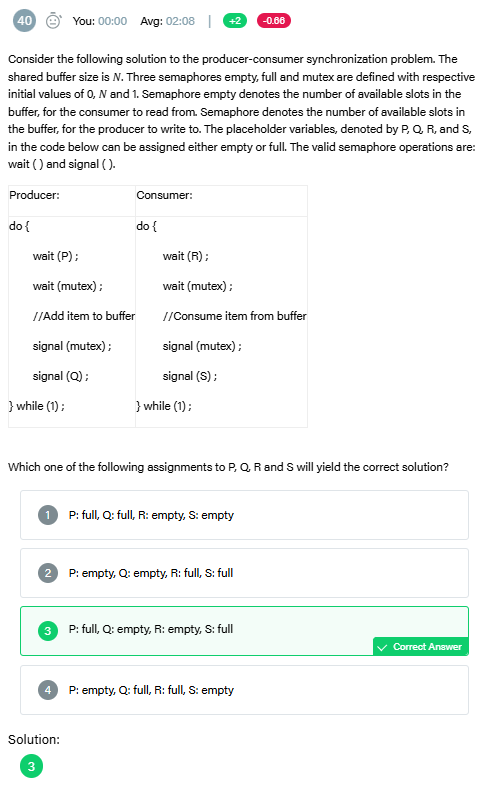 40 You: 00:00 Avg: 02:08 | +2 -0.66
Consider the following solution to the producer-consumer synchronization problem. The
shared buffer size is N. Three semaphores empty, full and mutex are defined with respective
initial values of 0, N and 1. Semaphore empty denotes the number of available slots in the
buffer, for the consumer to read from. Semaphore denotes the number of available slots in
the buffer, for the producer to write to. The placeholder variables, denoted by P, Q, R, and S,
in the code below can be assigned either empty or full. The valid semaphore operations are:
wait ( ) and signal ( ).
Producer: Consumer:
do { do {
wait (P) ; wait (R) ;
wait (mutex) ; wait (mutex) ;
//Add item to buffer //Consume item from buffer
signal (mutex) ; signal (mutex) ;
signal (Q) ; signal (S) ;
} while (1) ; } while (1) ;
Which one of the following assignments to P, Q, R and S will yield the correct solution?
1 P: full, Q: full, R: empty, S: empty
2 P: empty, Q: empty, R: full, S: full
3 P: full, Q: empty, R: empty, S: full
Correct Answer
4 P: empty, Q: full, R: full, S: empty
Solution:
3